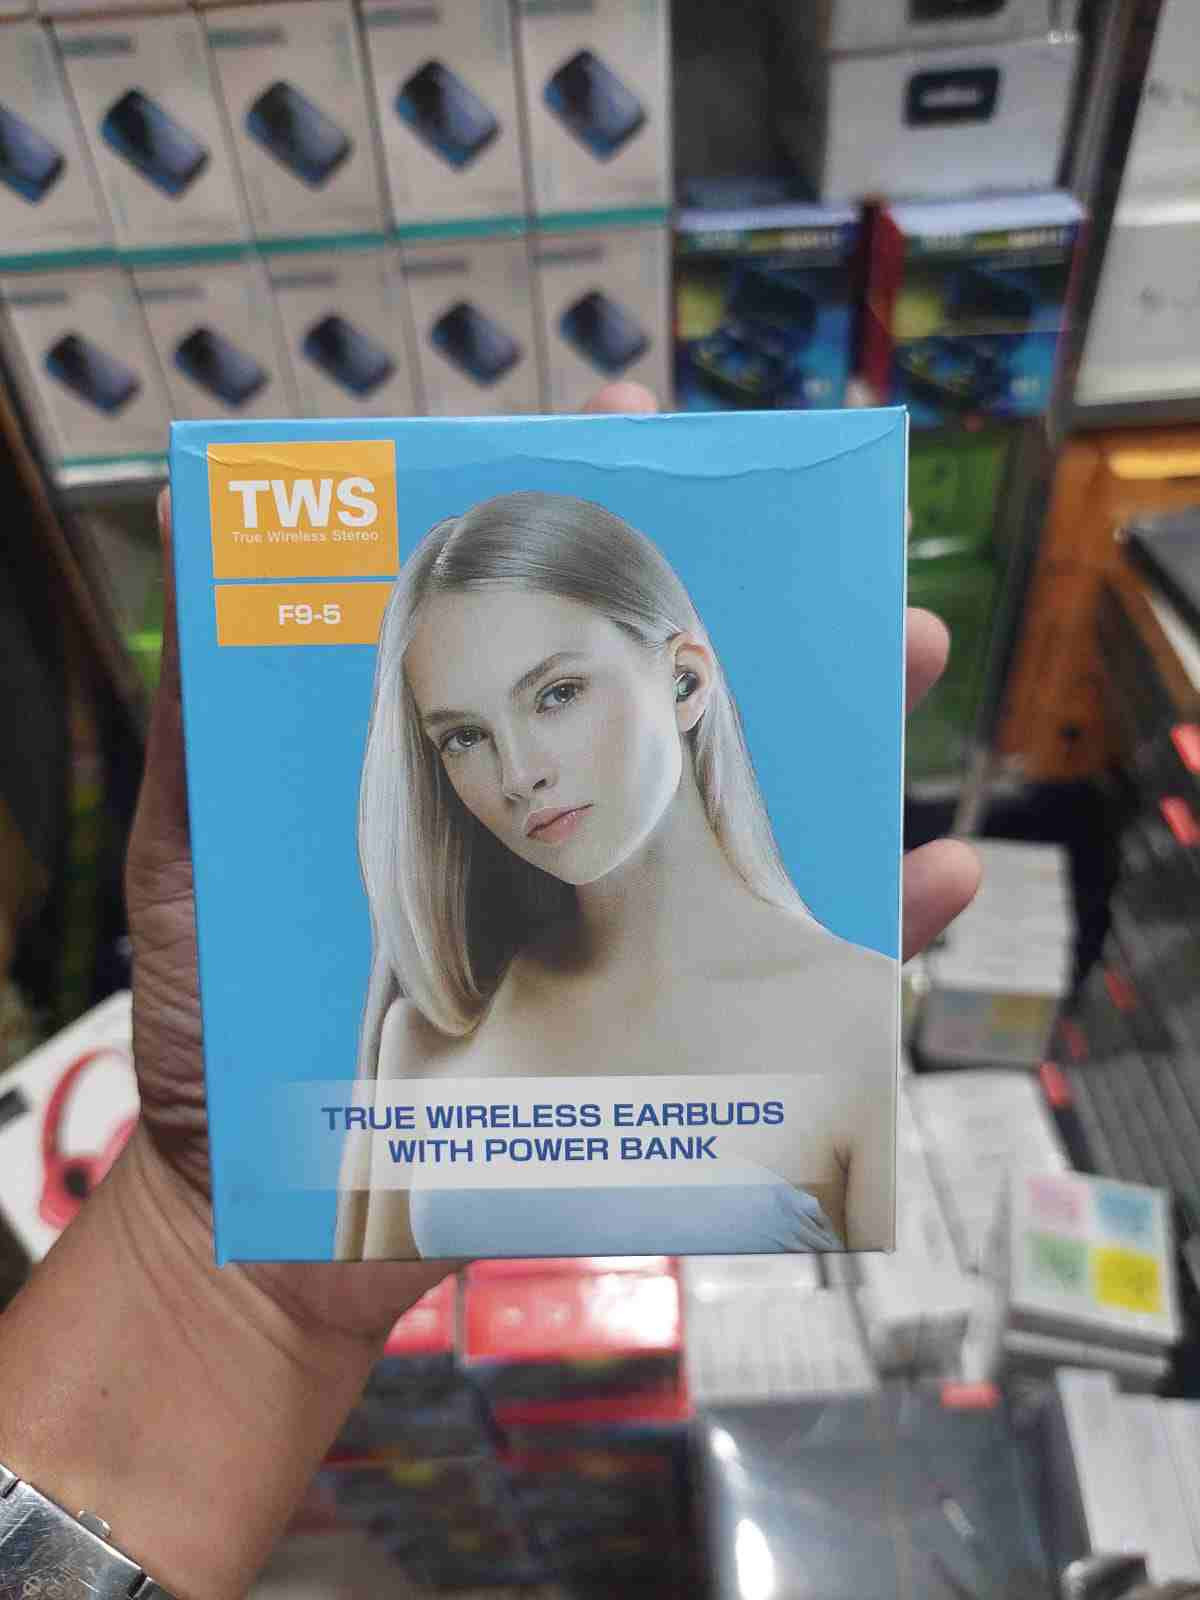 TWS
True Wireless Stereo
F9-5
TRUE WIRELESS EARBUDS
WITH POWER BANK